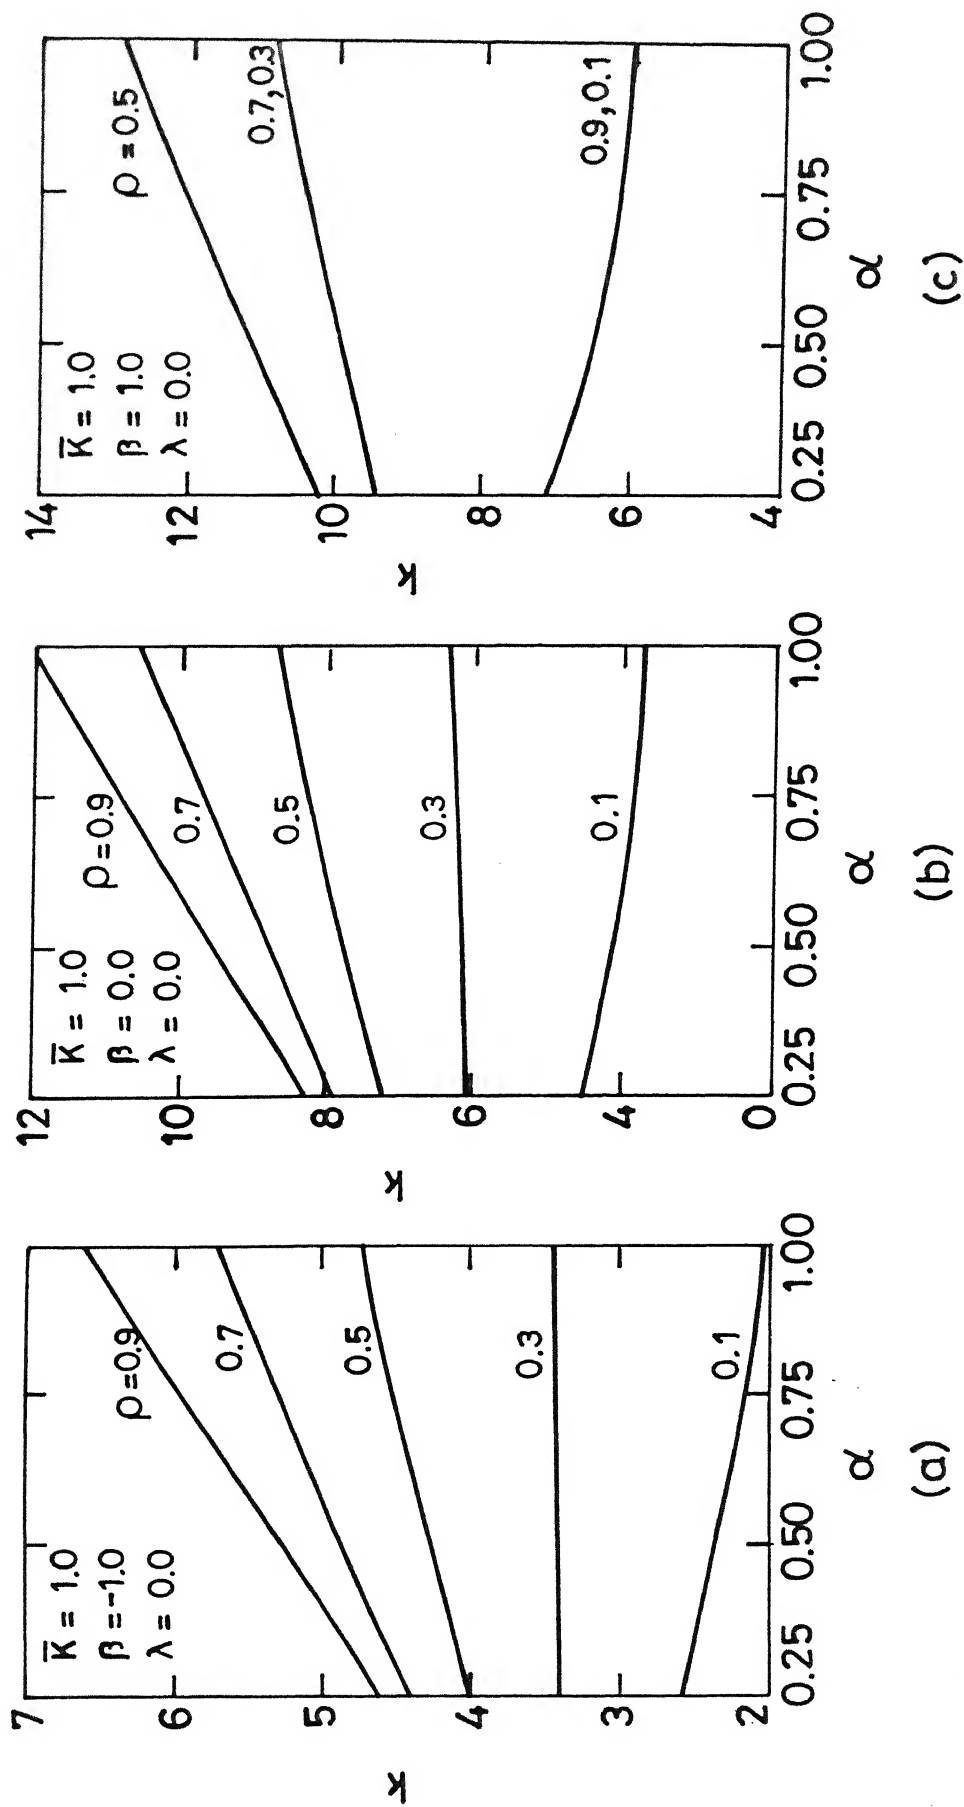 K̅ = 1.0
β = -1.0
λ = 0.0
7
6
5
4
3
2
κ
ρ = 0.9
0.7
0.5
0.3
0.1
0.25 0.50 0.75 1.00
α
(a)
K̅ = 1.0
β = 0.0
λ = 0.0
12
10
8
6
4
0
κ
ρ = 0.9
0.7
0.5
0.3
0.1
0.25 0.50 0.75 1.00
α
(b)
K̅ = 1.0
β = 1.0
λ = 0.0
14
12
10
8
6
4
κ
ρ = 0.5
0.7, 0.3
0.9, 0.1
0.25 0.50 0.75 1.00
α
(c)